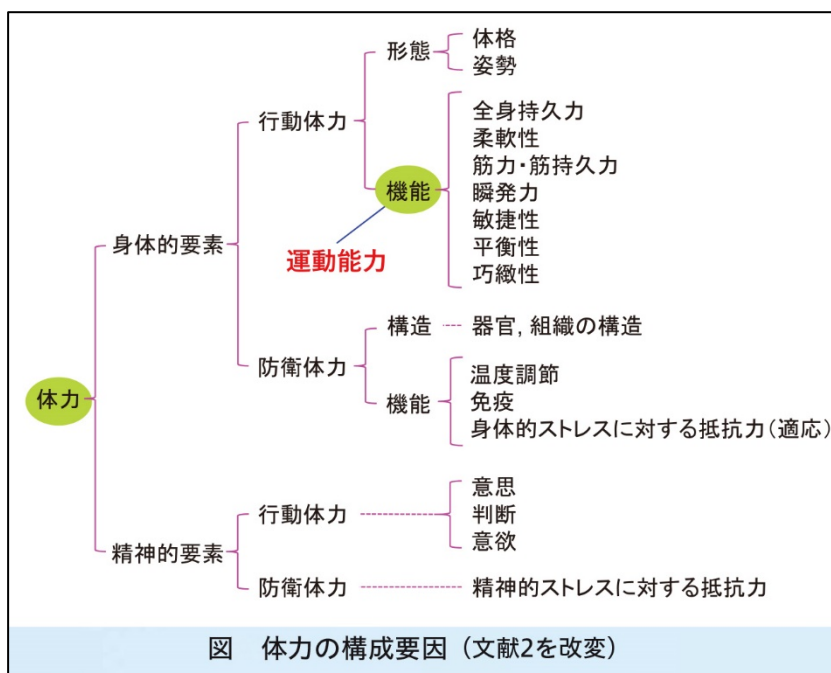 体力
身体的要素
行動体力
形態
体格
姿勢
機能
運動能力
全身持久力
柔軟性
筋力・筋持久力
瞬発力
敏捷性
平衡性
巧緻性
防衛体力
構造
器官，組織の構造
機能
温度調節
免疫
身体的ストレスに対する抵抗力（適応）
精神的要素
行動体力
意思
判断
意欲
防衛体力
精神的ストレスに対する抵抗力
図　体力の構成要因（文献2を改変）